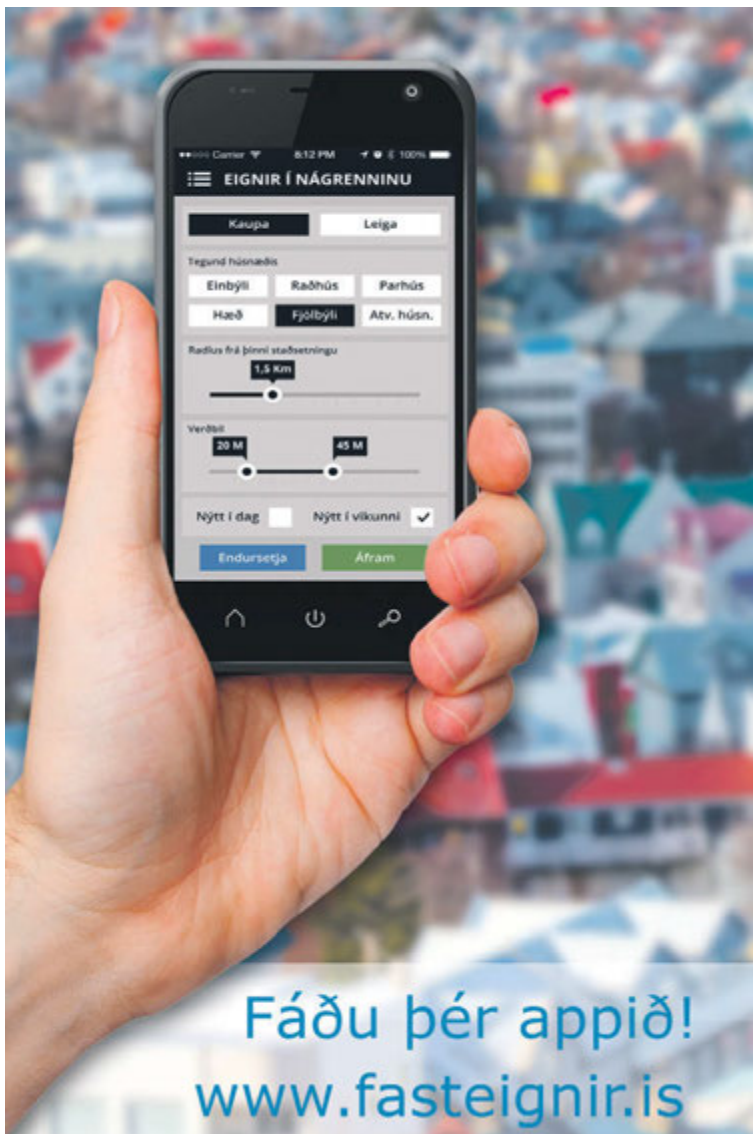 Carrier 8:12 PM 100%
EIGNIR Í NÁGRENNINU
Kaupa Leiga
Tegund húsnæðis
Einbýli Raðhús Parhús
Hæð Fjölbýli Atv. húsn.
Radíus frá þinni staðsetningu
1,5 Km
Verðbil
20 M 45 M
Nýtt í dag Nýtt í vikunni
Endursetja Áfram
Fáðu þér appið!
www.fasteignir.is